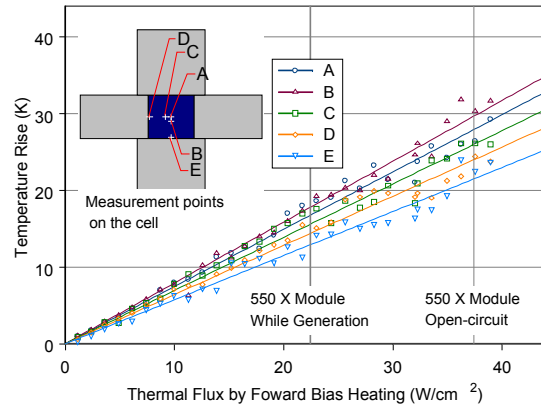 40
30
20
10
0
Temperature Rise (K)
D
C
A
B
E
Measurement points
on the cell
A
B
C
D
E
550 X Module
While Generation
550 X Module
Open-circuit
0
10
20
30
40
Thermal Flux by Foward Bias Heating (W/cm ²)